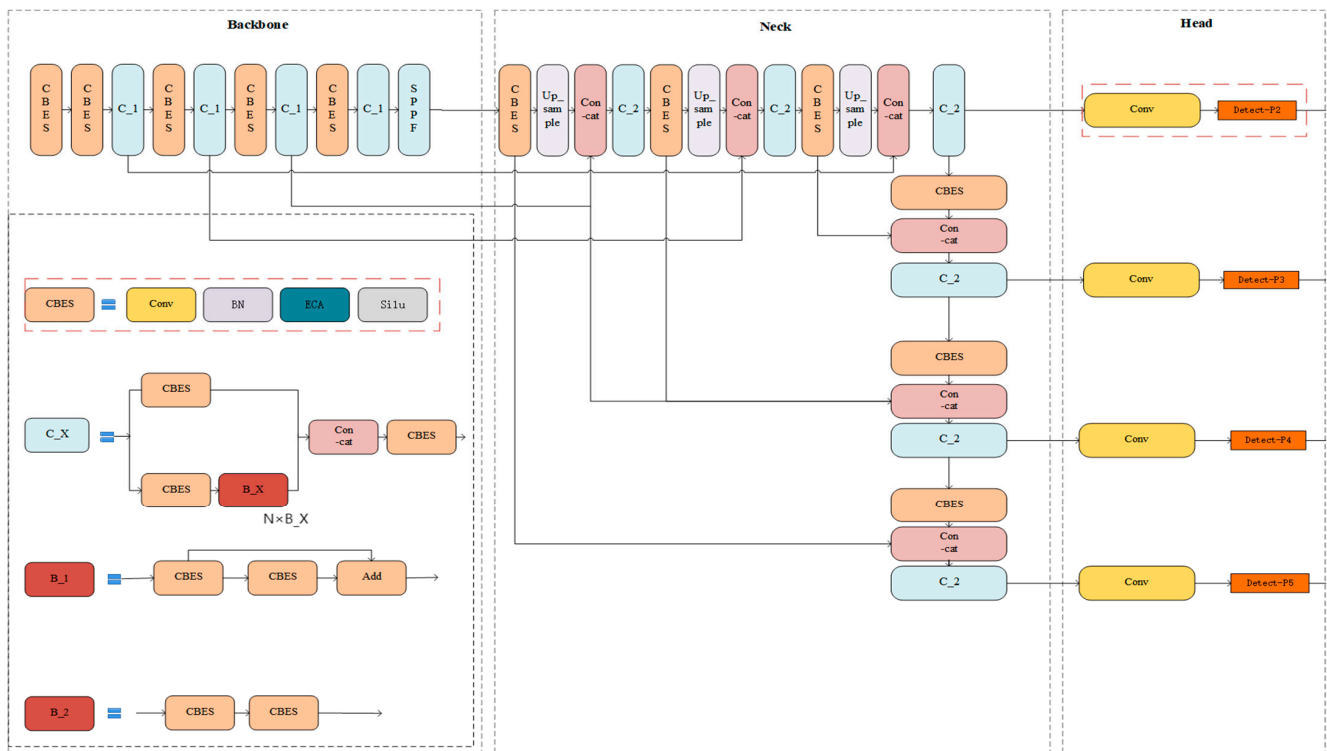 Backbone
Neck
Head
C
B
E
S
C
B
E
S
C_1
C
B
E
S
C_1
C
B
E
S
C_1
C
B
E
S
C_1
S
P
P
F
C
B
E
S
Up_
sam
ple
Con
-cat
C_2
C
B
E
S
Up_
sam
ple
Con
-cat
C_2
C
B
E
S
Up_
sam
ple
Con
-cat
C_2
Conv
Detect-P2
CBES
Con
-cat
C_2
Conv
Detect-P3
CBES
Con
-cat
C_2
Conv
Detect-P4
CBES
Con
-cat
C_2
Conv
Detect-P5
CBES
Conv
BN
ECA
Silu
C_X
CBES
CBES
B_X
N×B_X
Con
-cat
CBES
B_1
CBES
CBES
Add
B_2
CBES
CBES